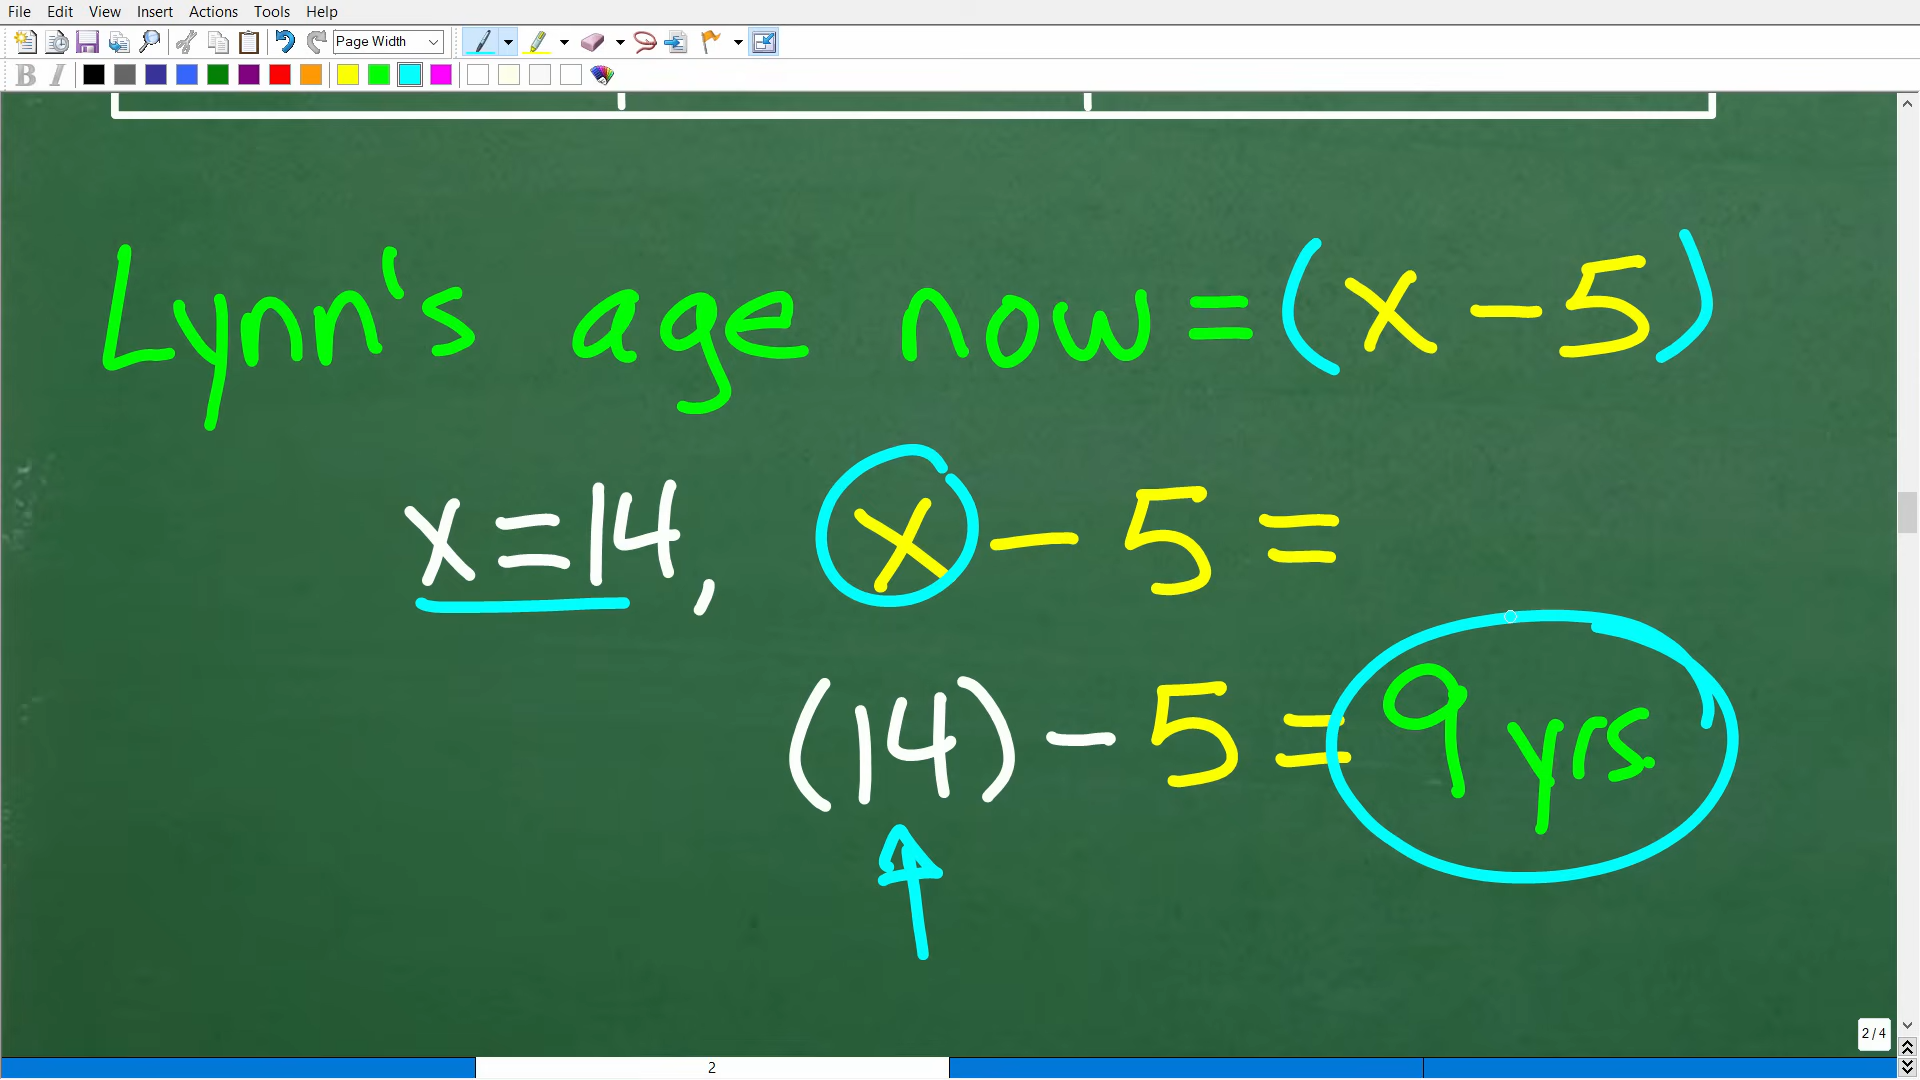 File Edit View Insert Actions Tools Help
Page Width
B I
Lynn's age now = (x - 5)
x = 14, x - 5 =
(14) - 5 = 9 yrs.
2 / 4
2